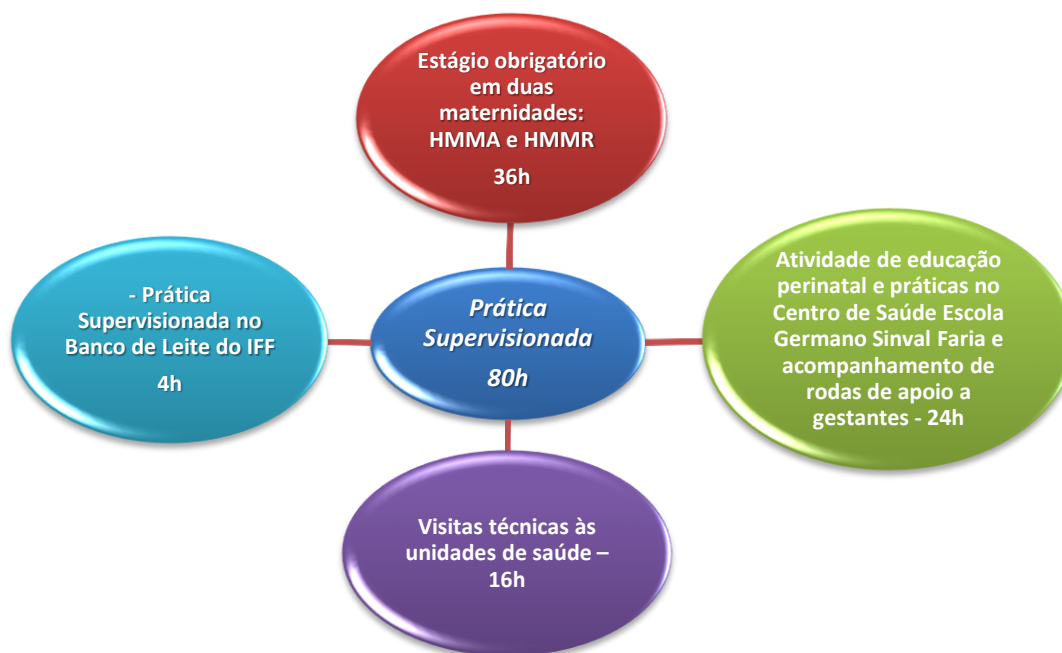 Estágio obrigatório
em duas
maternidades:
HMMA e HMMR
36h
- Prática
Supervisionada no
Banco de Leite do IFF
4h
Prática
Supervisionada
80h
Atividade de educação
perinatal e práticas no
Centro de Saúde Escola
Germano Sinval Faria e
acompanhamento de
rodas de apoio a
gestantes - 24h
Visitas técnicas às
unidades de saúde –
16h